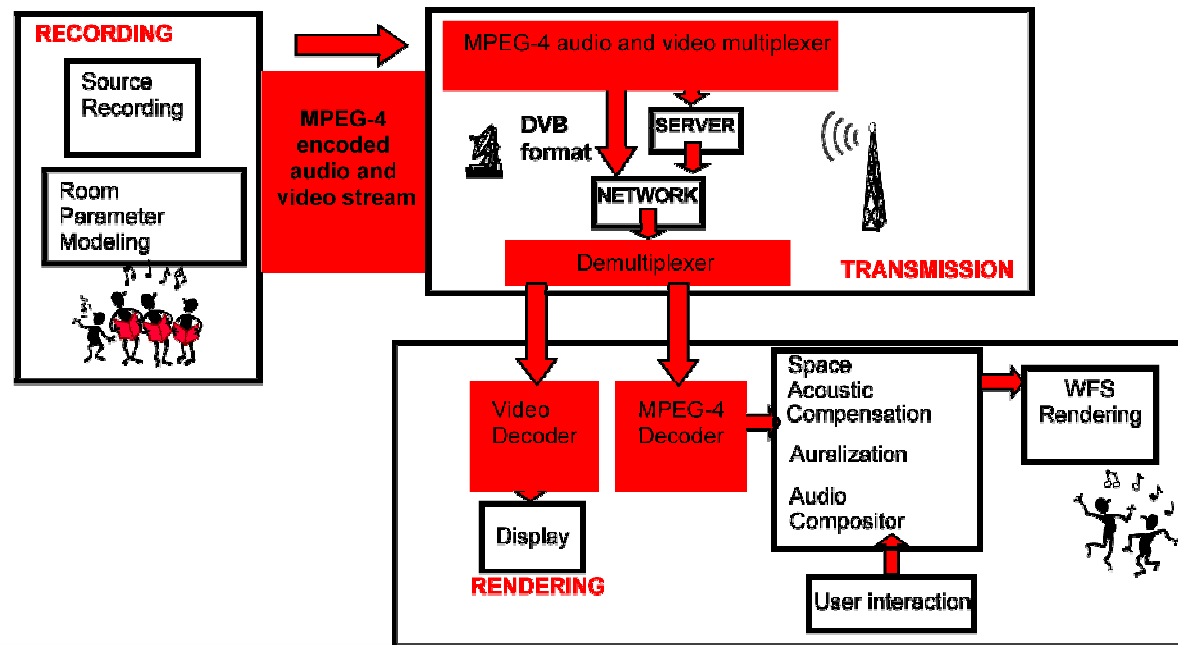 RECORDING
Source
Recording
Room
Parameter
Modeling
MPEG-4
encoded
audio and
video stream
MPEG-4 audio and video multiplexer
DVB
format
SERVER
NETWORK
Demultiplexer
TRANSMISSION
Video
Decoder
MPEG-4
Decoder
Space
Acoustic
Compensation
Auralization
Audio
Compositor
WFS
Rendering
Display
RENDERING
User interaction